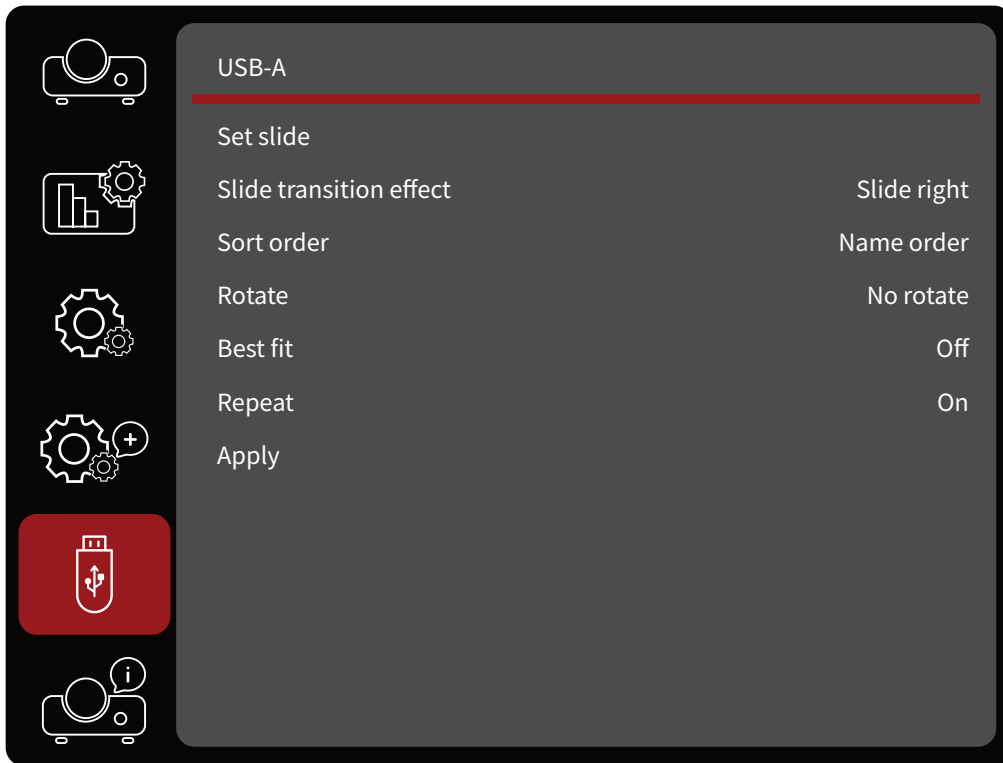 USB-A
Set slide
Slide transition effect Slide right
Sort order Name order
Rotate No rotate
Best fit Off
Repeat On
Apply
i